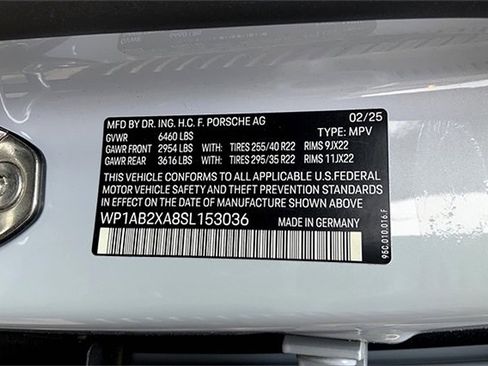 MFD BY DR. ING. H.C. F. PORSCHE AG 02/25
GVWR 6460 LBS TYPE: MPV
GAWR FRONT 2954 LBS WITH: TIRES 255/40 R22 RIMS 9JX22
GAWR REAR 3616 LBS WITH: TIRES 295/35 R22 RIMS 11JX22
THIS VEHICLE CONFORMS TO ALL APPLICABLE U.S.FEDERAL
MOTOR VEHICLE SAFETY AND THEFT PREVENTION STANDARDS
IN EFFECT ON THE DATE OF MANUFACTURE SHOWN ABOVE.
WP1AB2XA8SL153036 MADE IN GERMANY
95C.010.016.F